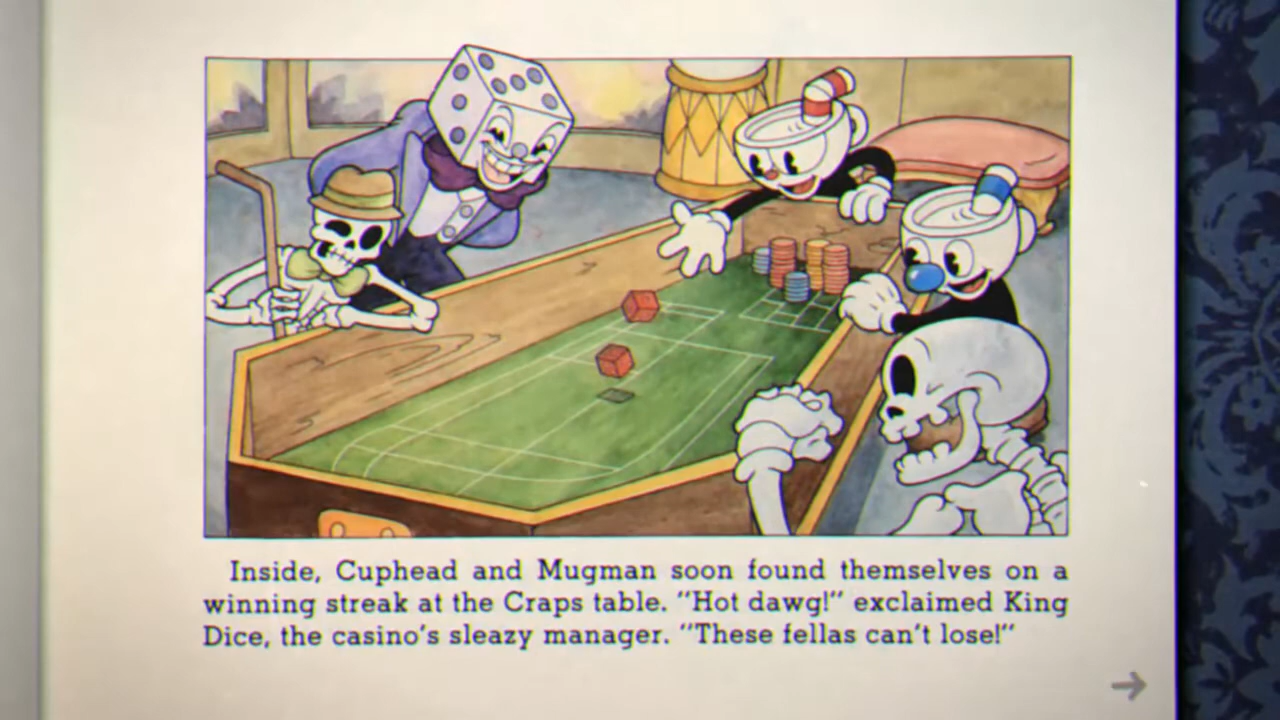 Inside, Cuphead and Mugman soon found themselves on a
winning streak at the Craps table. "Hot dawg!" exclaimed King
Dice, the casino's sleazy manager. "These fellas can't lose!"